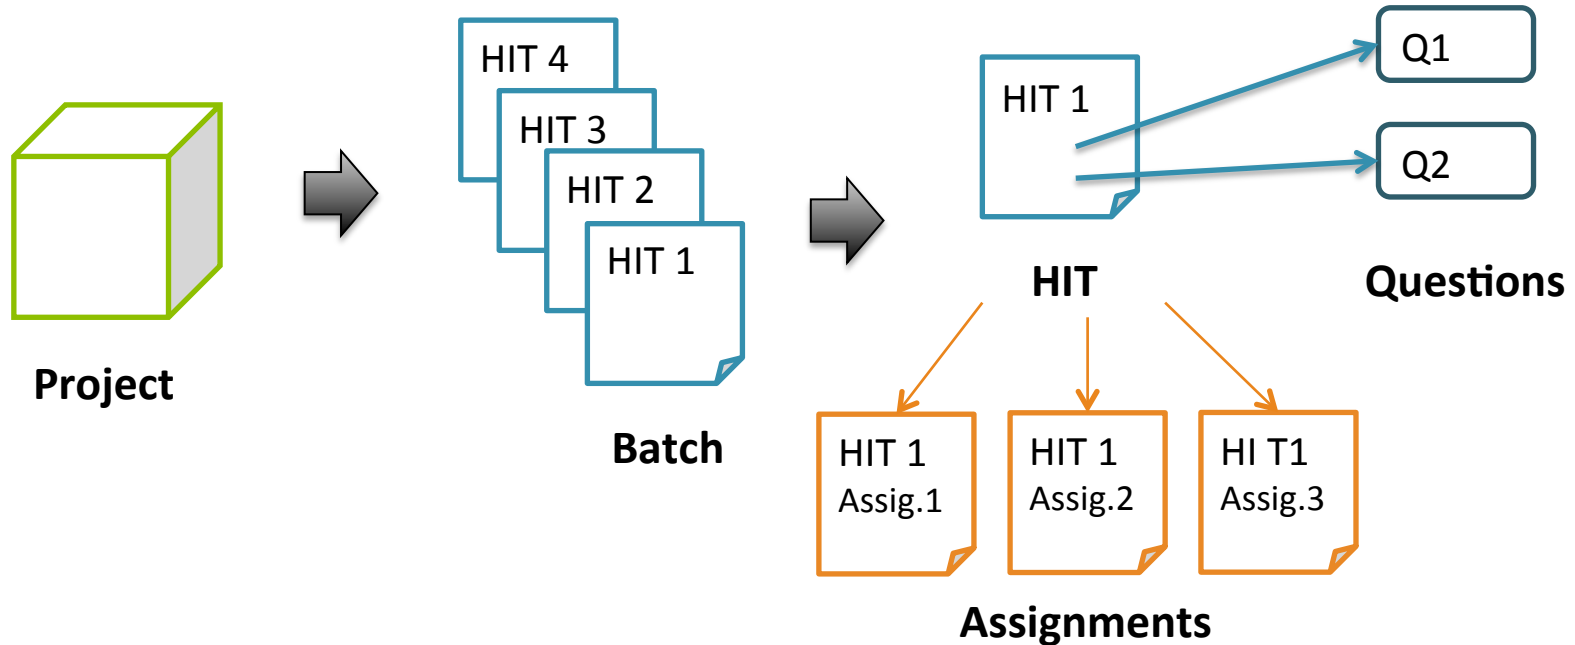 Project
HIT 4
HIT 3
HIT 2
HIT 1
Batch
HIT 1
HIT
Q1
Q2
Questions
HIT 1
Assig.1
HIT 1
Assig.2
HI T1
Assig.3
Assignments